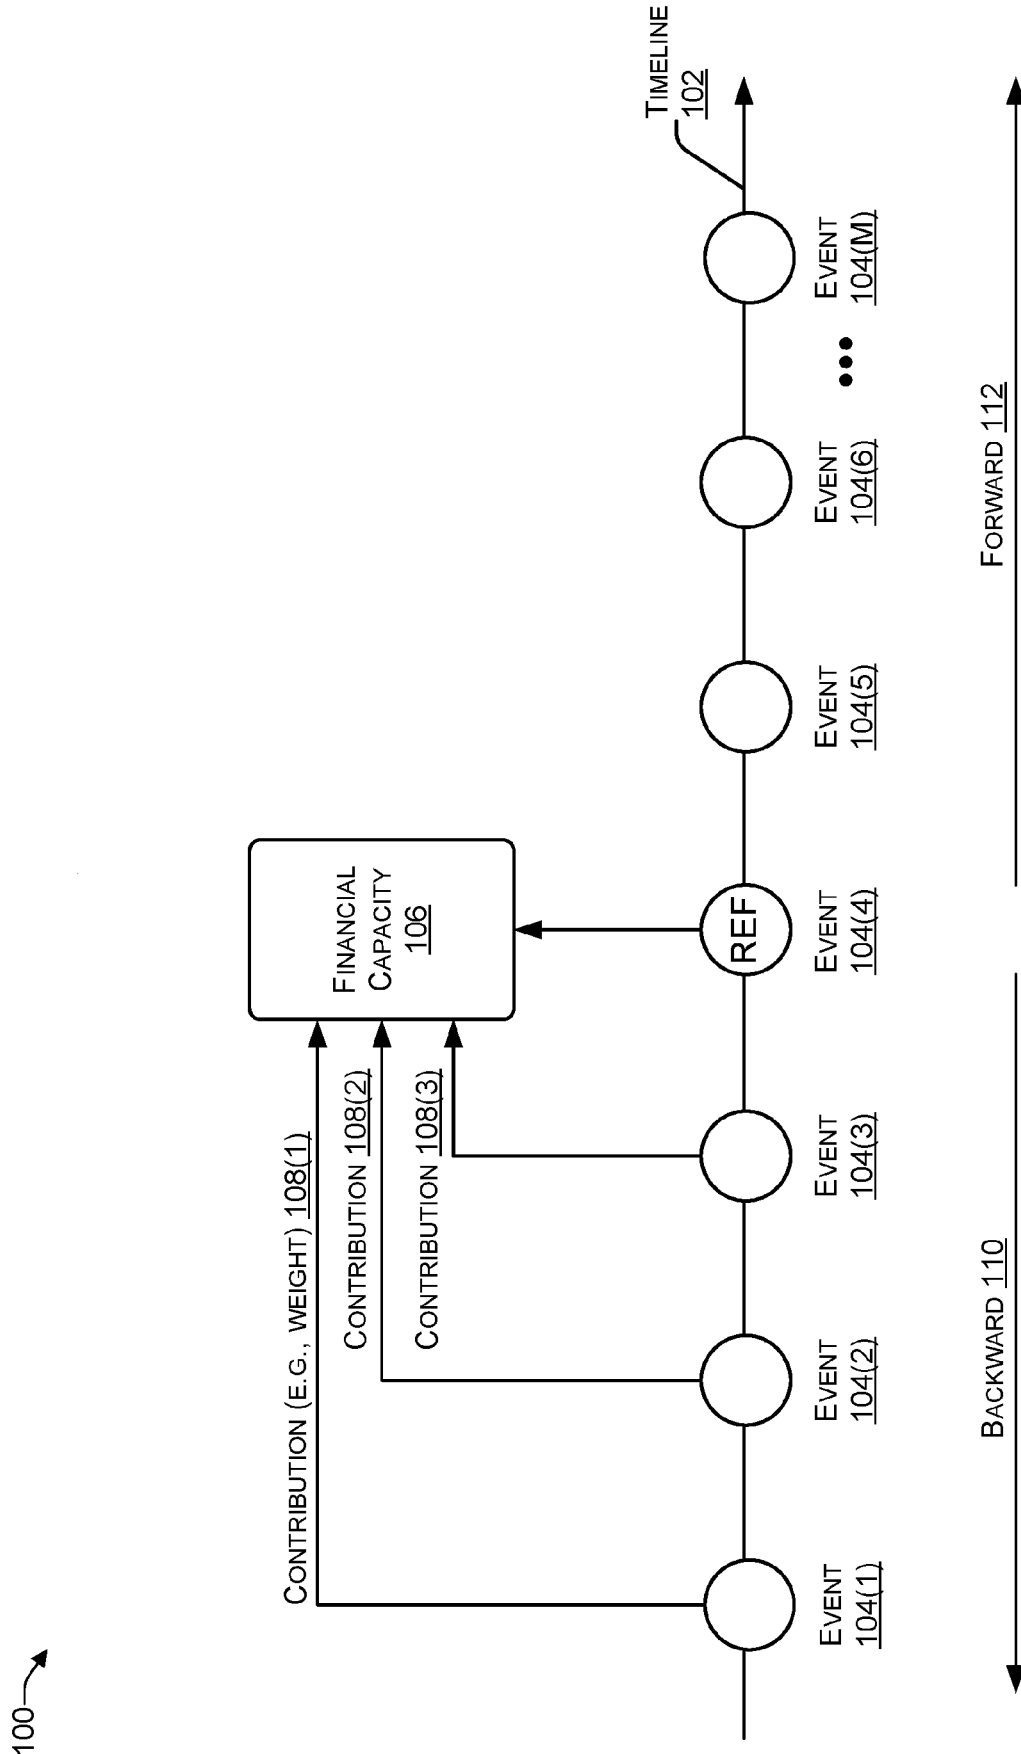 100
TIMELINE
102
FINANCIAL
CAPACITY
106
CONTRIBUTION (E.G., WEIGHT) 108(1)
CONTRIBUTION 108(2)
CONTRIBUTION 108(3)
REF
EVENT
104(1)
EVENT
104(2)
EVENT
104(3)
EVENT
104(4)
EVENT
104(5)
EVENT
104(6)
•••
EVENT
104(M)
BACKWARD 110
FORWARD 112